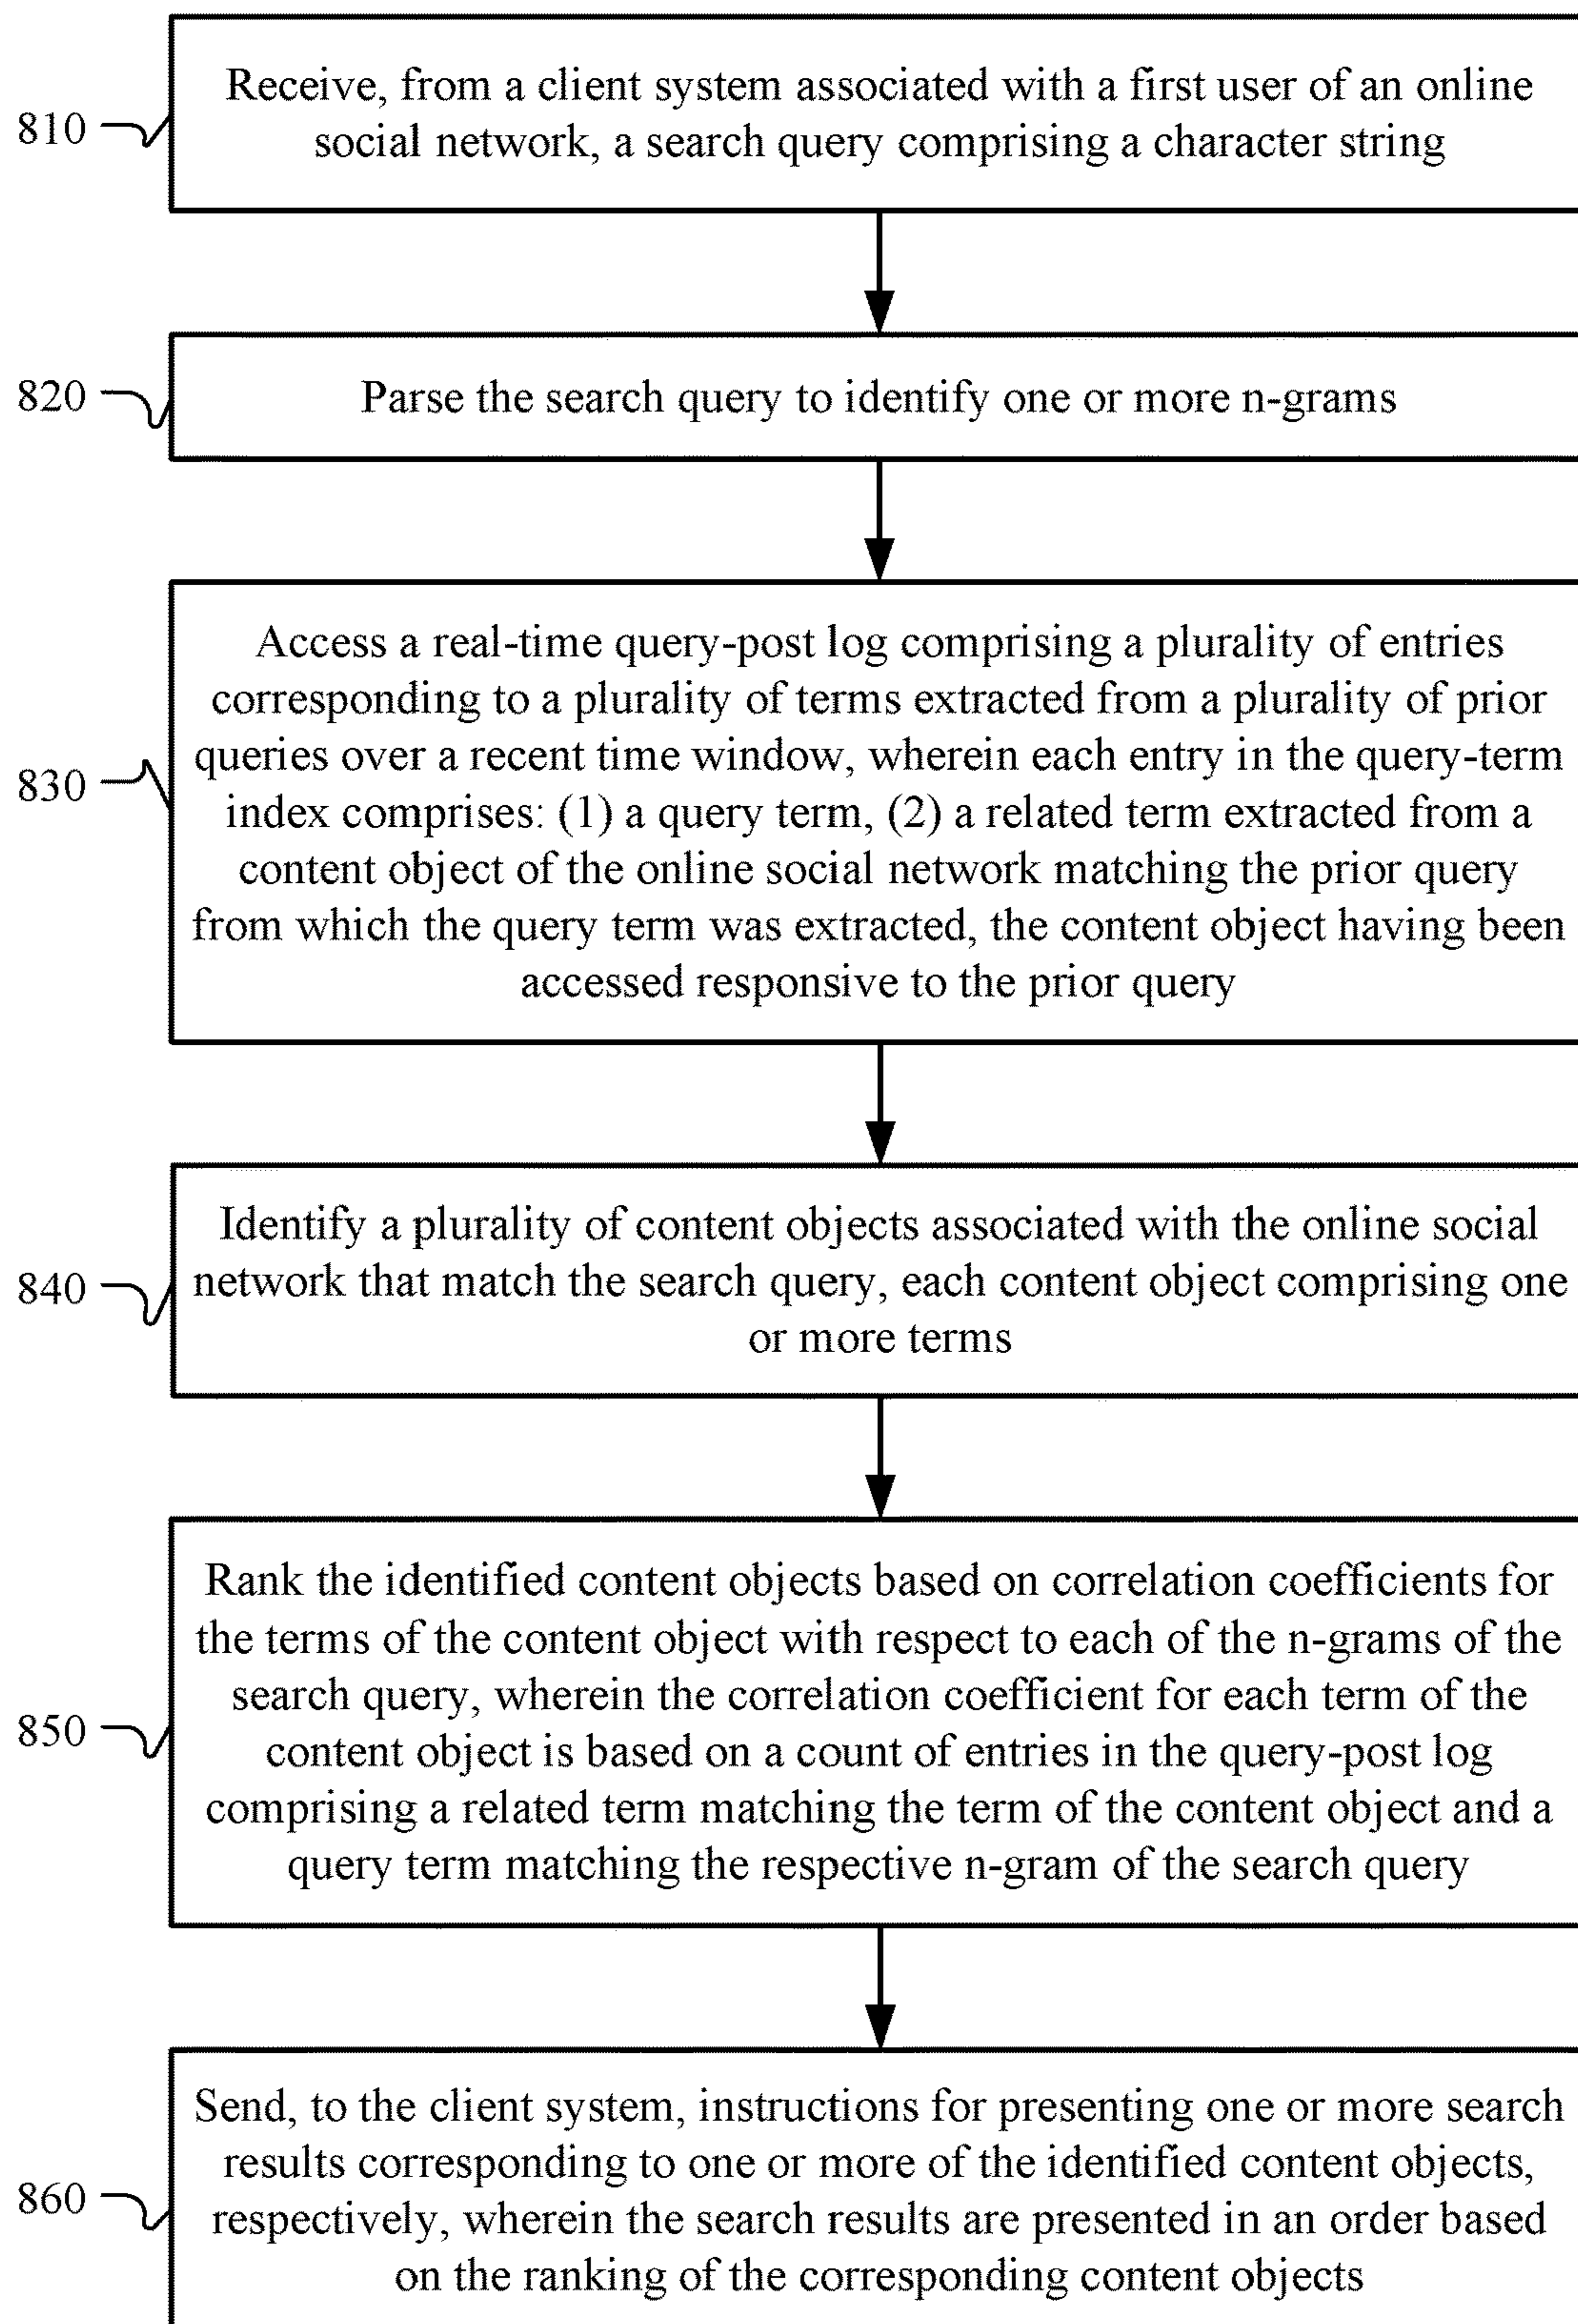 810
Receive, from a client system associated with a first user of an online
social network, a search query comprising a character string
820
Parse the search query to identify one or more n-grams
830
Access a real-time query-post log comprising a plurality of entries
corresponding to a plurality of terms extracted from a plurality of prior
queries over a recent time window, wherein each entry in the query-term
index comprises: (1) a query term, (2) a related term extracted from a
content object of the online social network matching the prior query
from which the query term was extracted, the content object having been
accessed responsive to the prior query
840
Identify a plurality of content objects associated with the online social
network that match the search query, each content object comprising one
or more terms
850
Rank the identified content objects based on correlation coefficients for
the terms of the content object with respect to each of the n-grams of the
search query, wherein the correlation coefficient for each term of the
content object is based on a count of entries in the query-post log
comprising a related term matching the term of the content object and a
query term matching the respective n-gram of the search query
860
Send, to the client system, instructions for presenting one or more search
results corresponding to one or more of the identified content objects,
respectively, wherein the search results are presented in an order based
on the ranking of the corresponding content objects